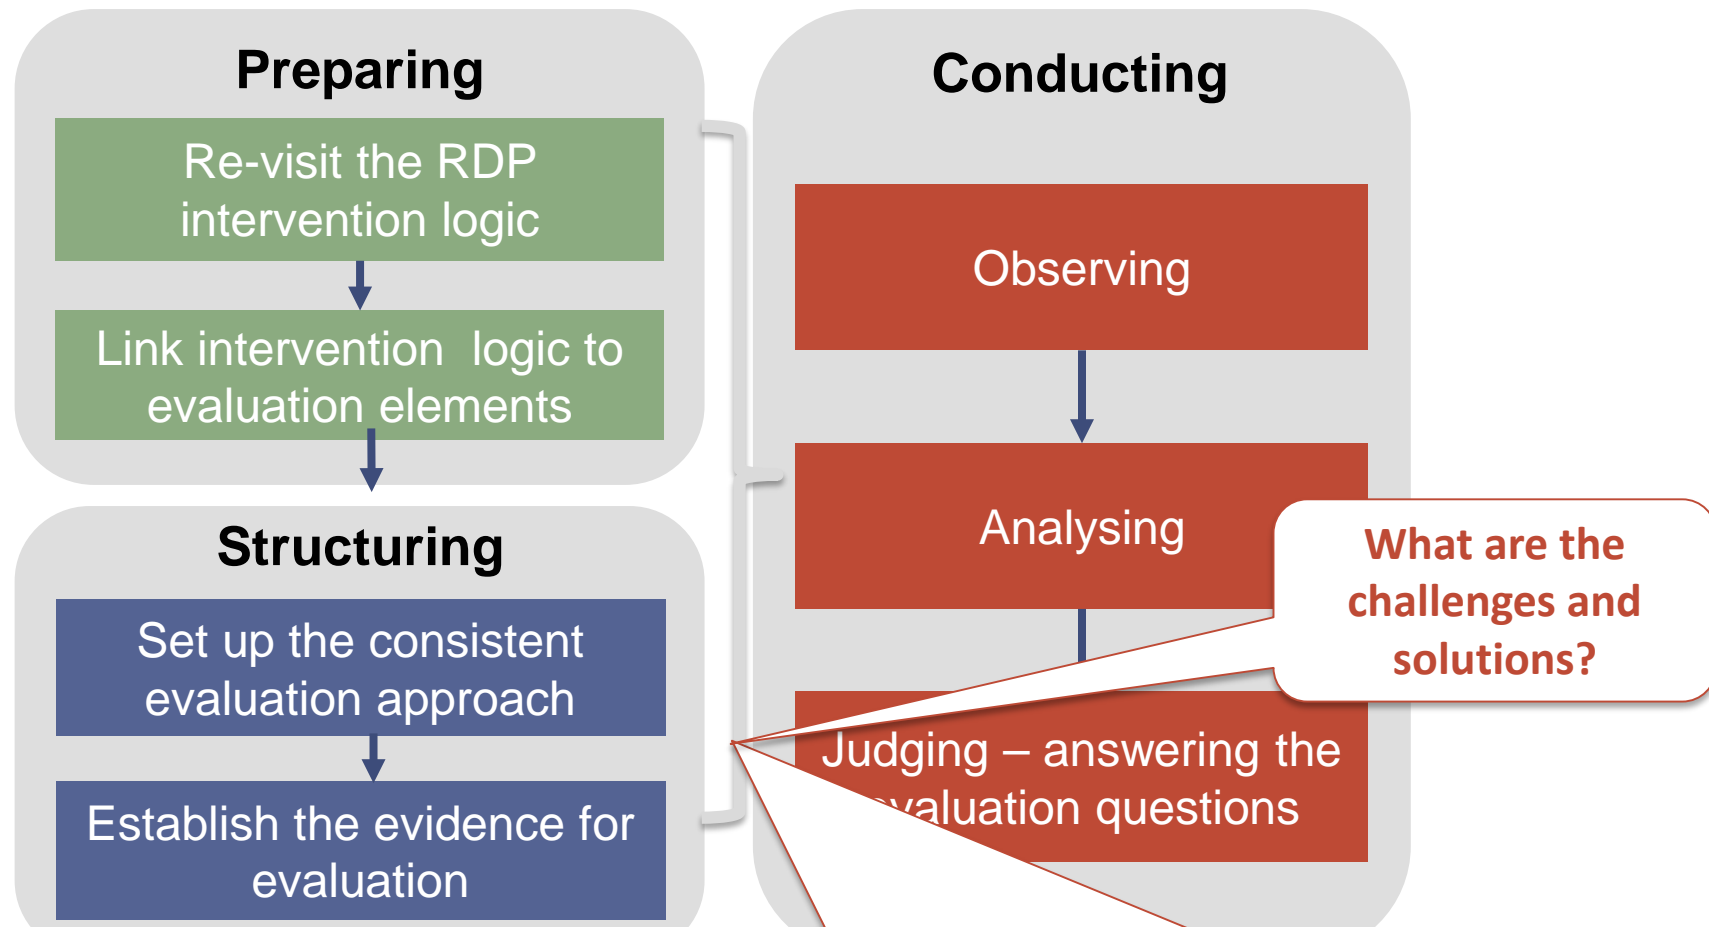 Preparing
Re-visit the RDP
intervention logic
Link intervention  logic to
evaluation elements
Structuring
Set up the consistent
evaluation approach
Establish the evidence for
evaluation
Conducting
Observing
Analysing
Judging – answering the
evaluation questions
What are the
challenges and
solutions?